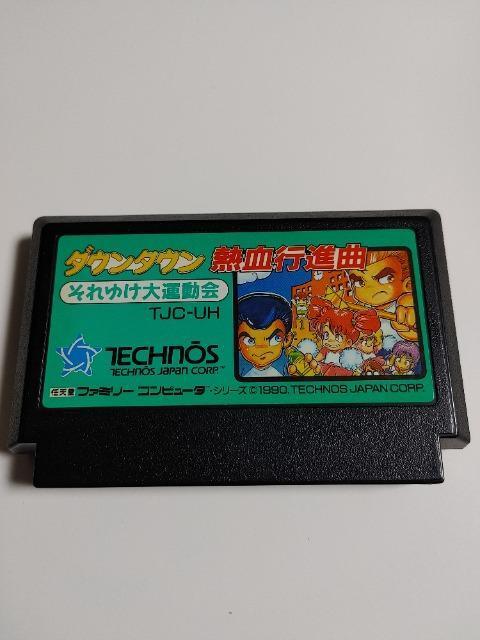 ダウンタウン 熱血行進曲
それゆけ大運動会
TJC-UH
TECHNŌS
TECHNŌS JAPAN CORP.™
任天堂 ファミリー コンピュータ・シリーズ ©1990. TECHNOS JAPAN CORP.